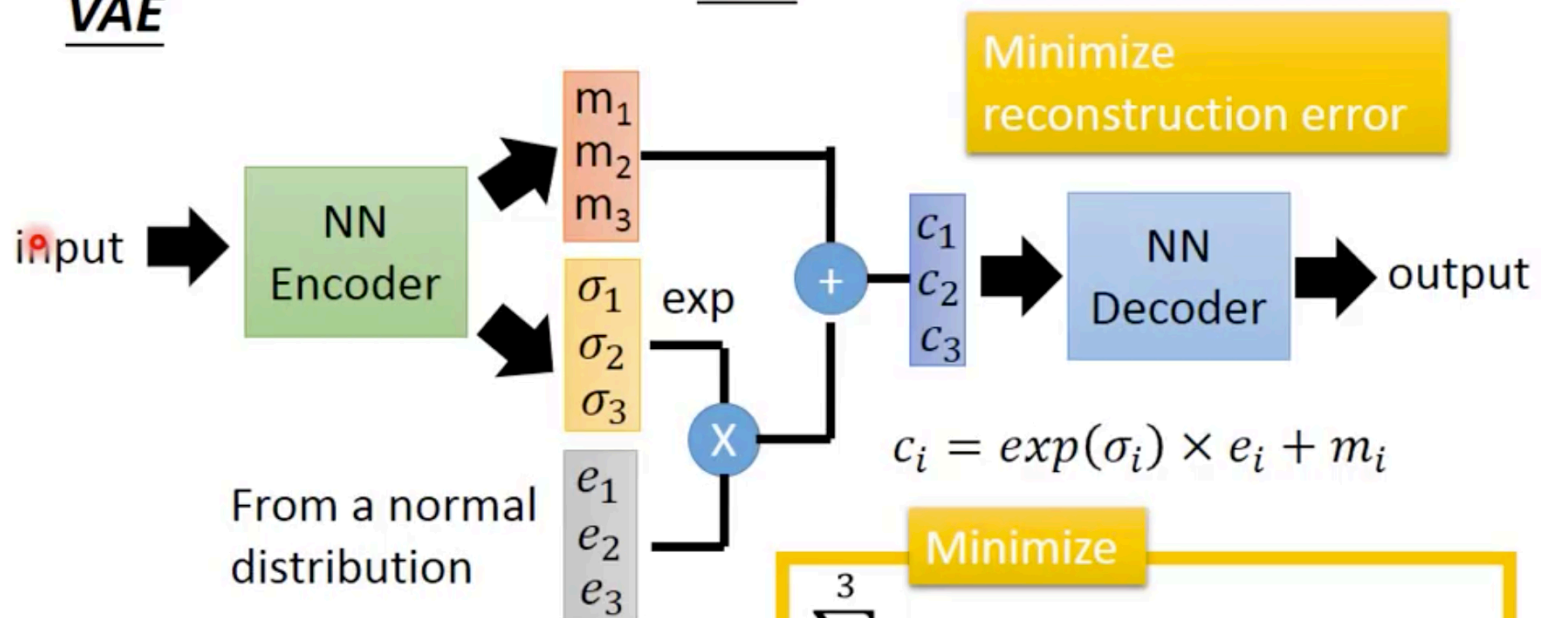 VAE
Minimize
reconstruction error
m₁
m₂
m₃
input
NN
Encoder
σ₁
σ₂
σ₃
exp
+
c₁
c₂
c₃
NN
Decoder
output
X
cᵢ = exp(σᵢ) × eᵢ + mᵢ
From a normal
distribution
e₁
e₂
e₃
Minimize
3
∑